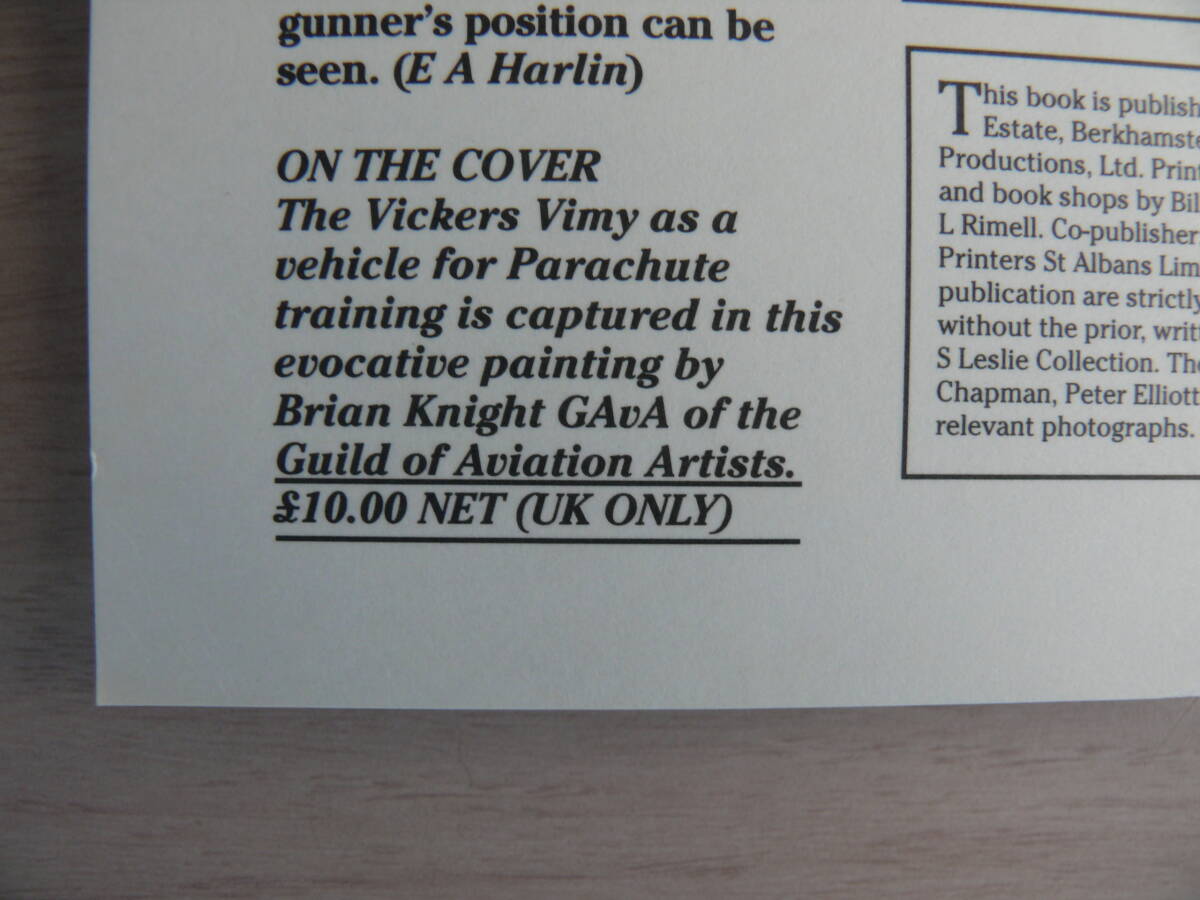 gunner's position can be
seen. (E A Harlin)
ON THE COVER
The Vickers Vimy as a
vehicle for Parachute
training is captured in this
evocative painting by
Brian Knight GAvA of the
Guild of Aviation Artists.
£10.00 NET (UK ONLY)
This book is publish
Estate, Berkhamste
Productions, Ltd. Print
and book shops by Bil
L Rimell. Co-publisher
Printers St Albans Lim
publication are strictly
without the prior, writt
S Leslie Collection. The
Chapman, Peter Elliott
relevant photographs.